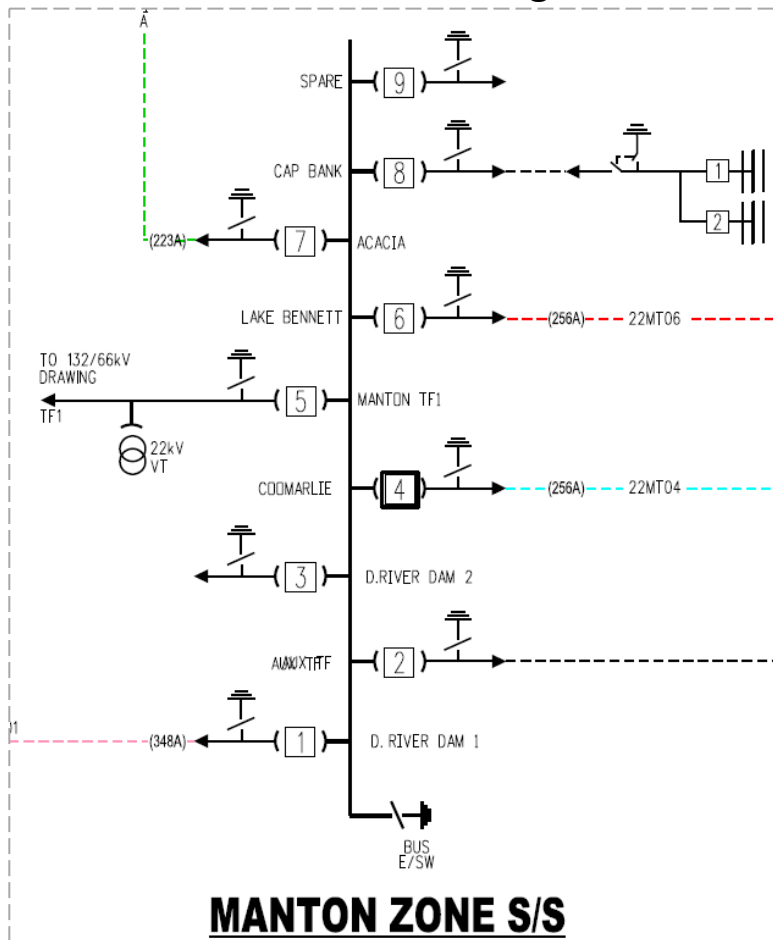 A
SPARE
9
CAP BANK
8
1
2
(223A)
7
ACACIA
LAKE BENNETT
6
(256A)
22MT06
TO 132/66kV
DRAWING
TF1
5
MANTON TF1
22kV
VT
COOMARLIE
4
(256A)
22MT04
3
D.RIVER DAM 2
2
(348A)
1
D. RIVER DAM 1
BUS
E/SW
MANTON ZONE S/S